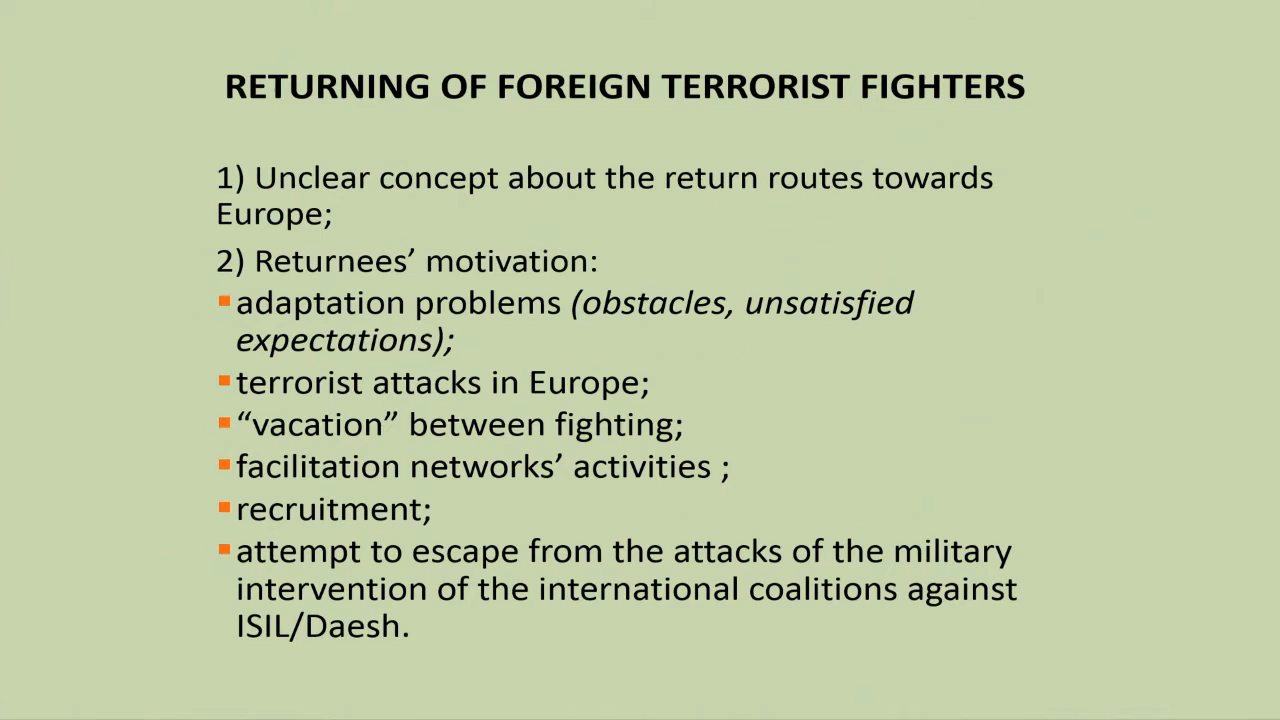 RETURNING OF FOREIGN TERRORIST FIGHTERS
1) Unclear concept about the return routes towards
Europe;
2) Returnees’ motivation:
▪adaptation problems (obstacles, unsatisfied
expectations);
▪terrorist attacks in Europe;
▪“vacation” between fighting;
▪facilitation networks’ activities ;
▪recruitment;
▪attempt to escape from the attacks of the military
intervention of the international coalitions against
ISIL/Daesh.